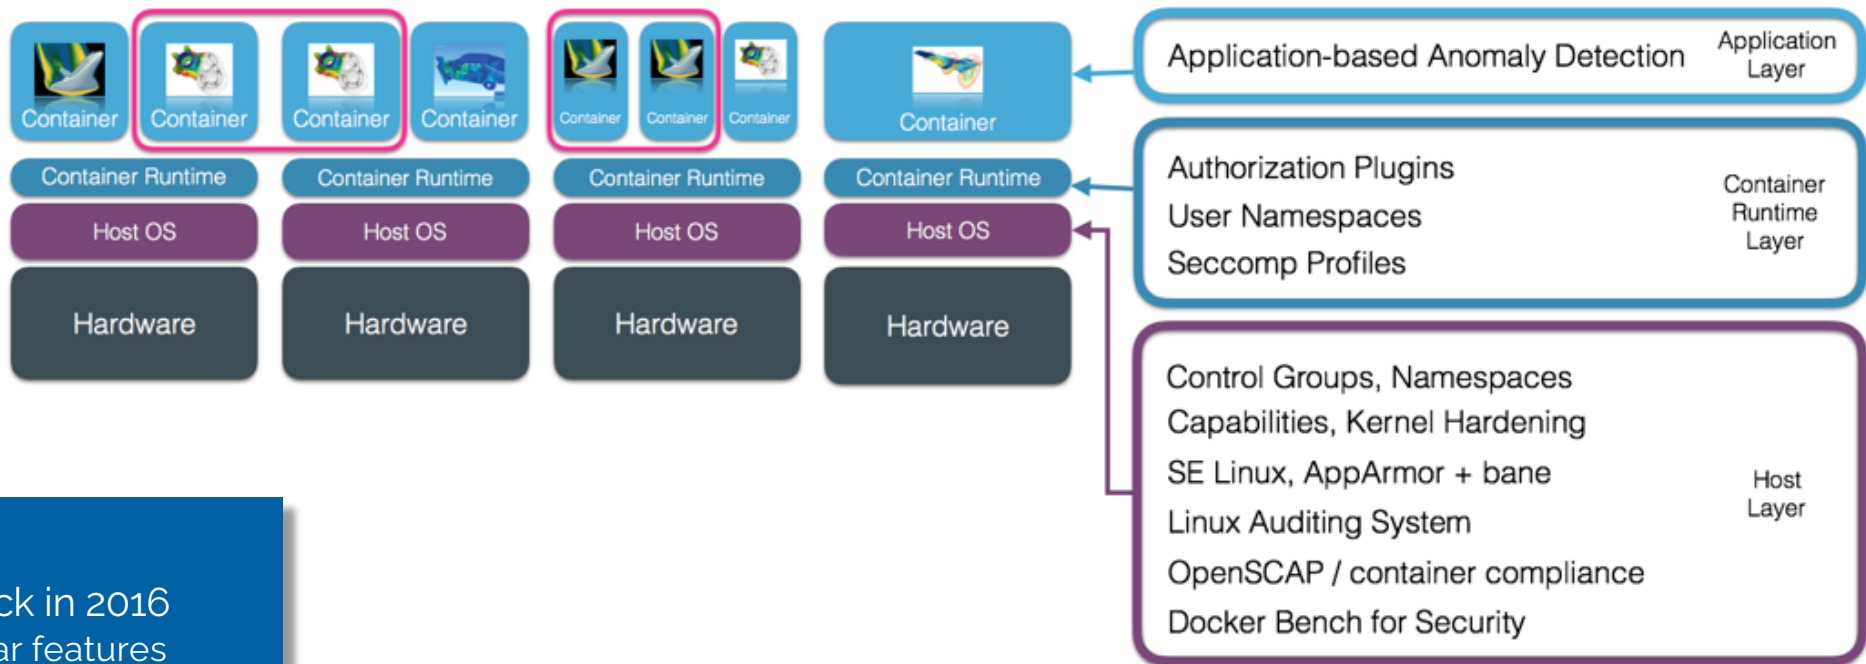 Container
Container
Container
Container
Container
Container
Container
Container
Container Runtime
Container Runtime
Container Runtime
Container Runtime
Host OS
Host OS
Host OS
Host OS
Hardware
Hardware
Hardware
Hardware
Application-based Anomaly Detection
Application
Layer
Authorization Plugins
User Namespaces
Seccomp Profiles
Container
Runtime
Layer
Control Groups, Namespaces
Capabilities, Kernel Hardening
SE Linux, AppArmor + bane
Linux Auditing System
OpenSCAP / container compliance
Docker Bench for Security
Host
Layer
in 2016
features